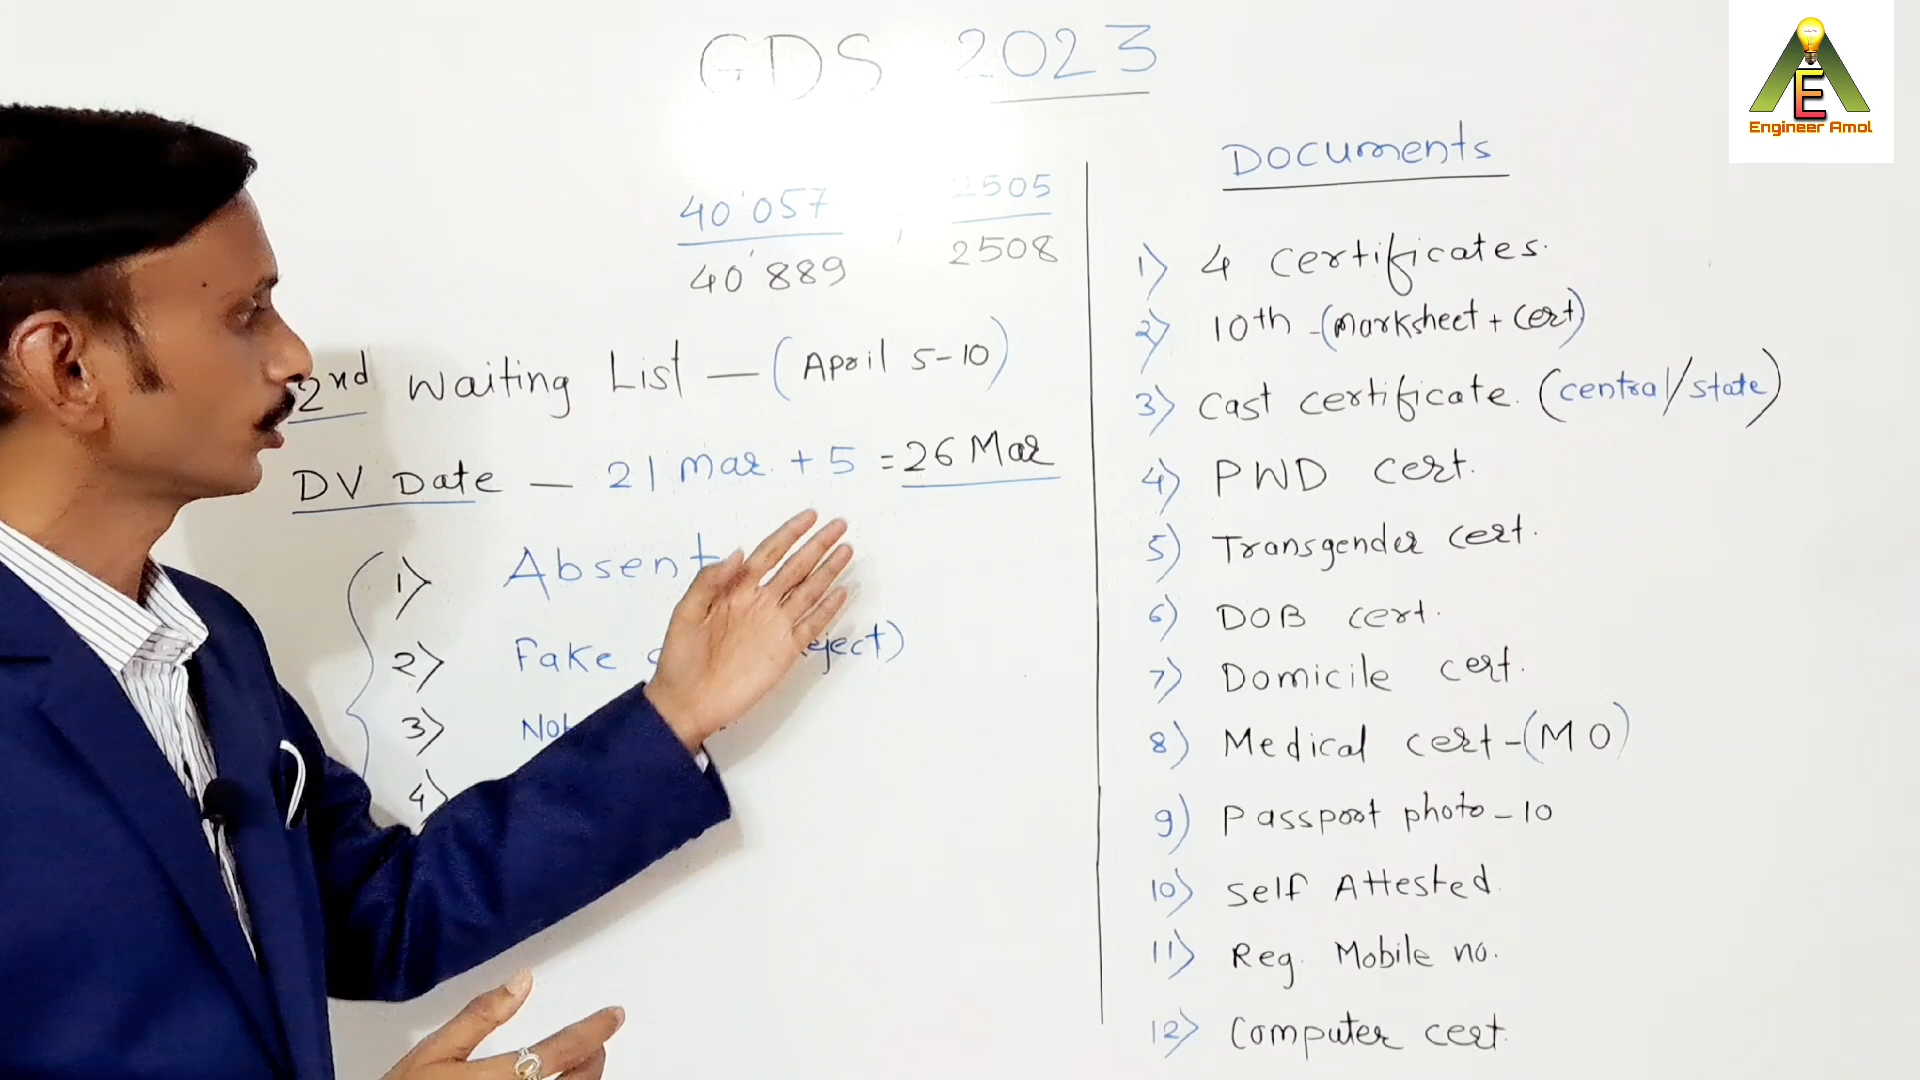 GDS 2023
E
Engineer Amol
40'057
40'889
,
2505
2508
2nd Waiting List — (April 5-10)
DV Date — 21 Mar. + 5 = 26 Mar
1) Absent
2) Fake
3)
4)
Documents
1) 4 certificates.
2) 10th - (Marksheet + cert)
3) Cast certificate. (central/state)
4) PWD cert.
5) Transgender cert.
6) DOB cert.
7) Domicile cert.
8) Medical cert - (MO)
9) Passport photo - 10
10) Self Attested.
11) Reg. Mobile no.
12) Computer cert.